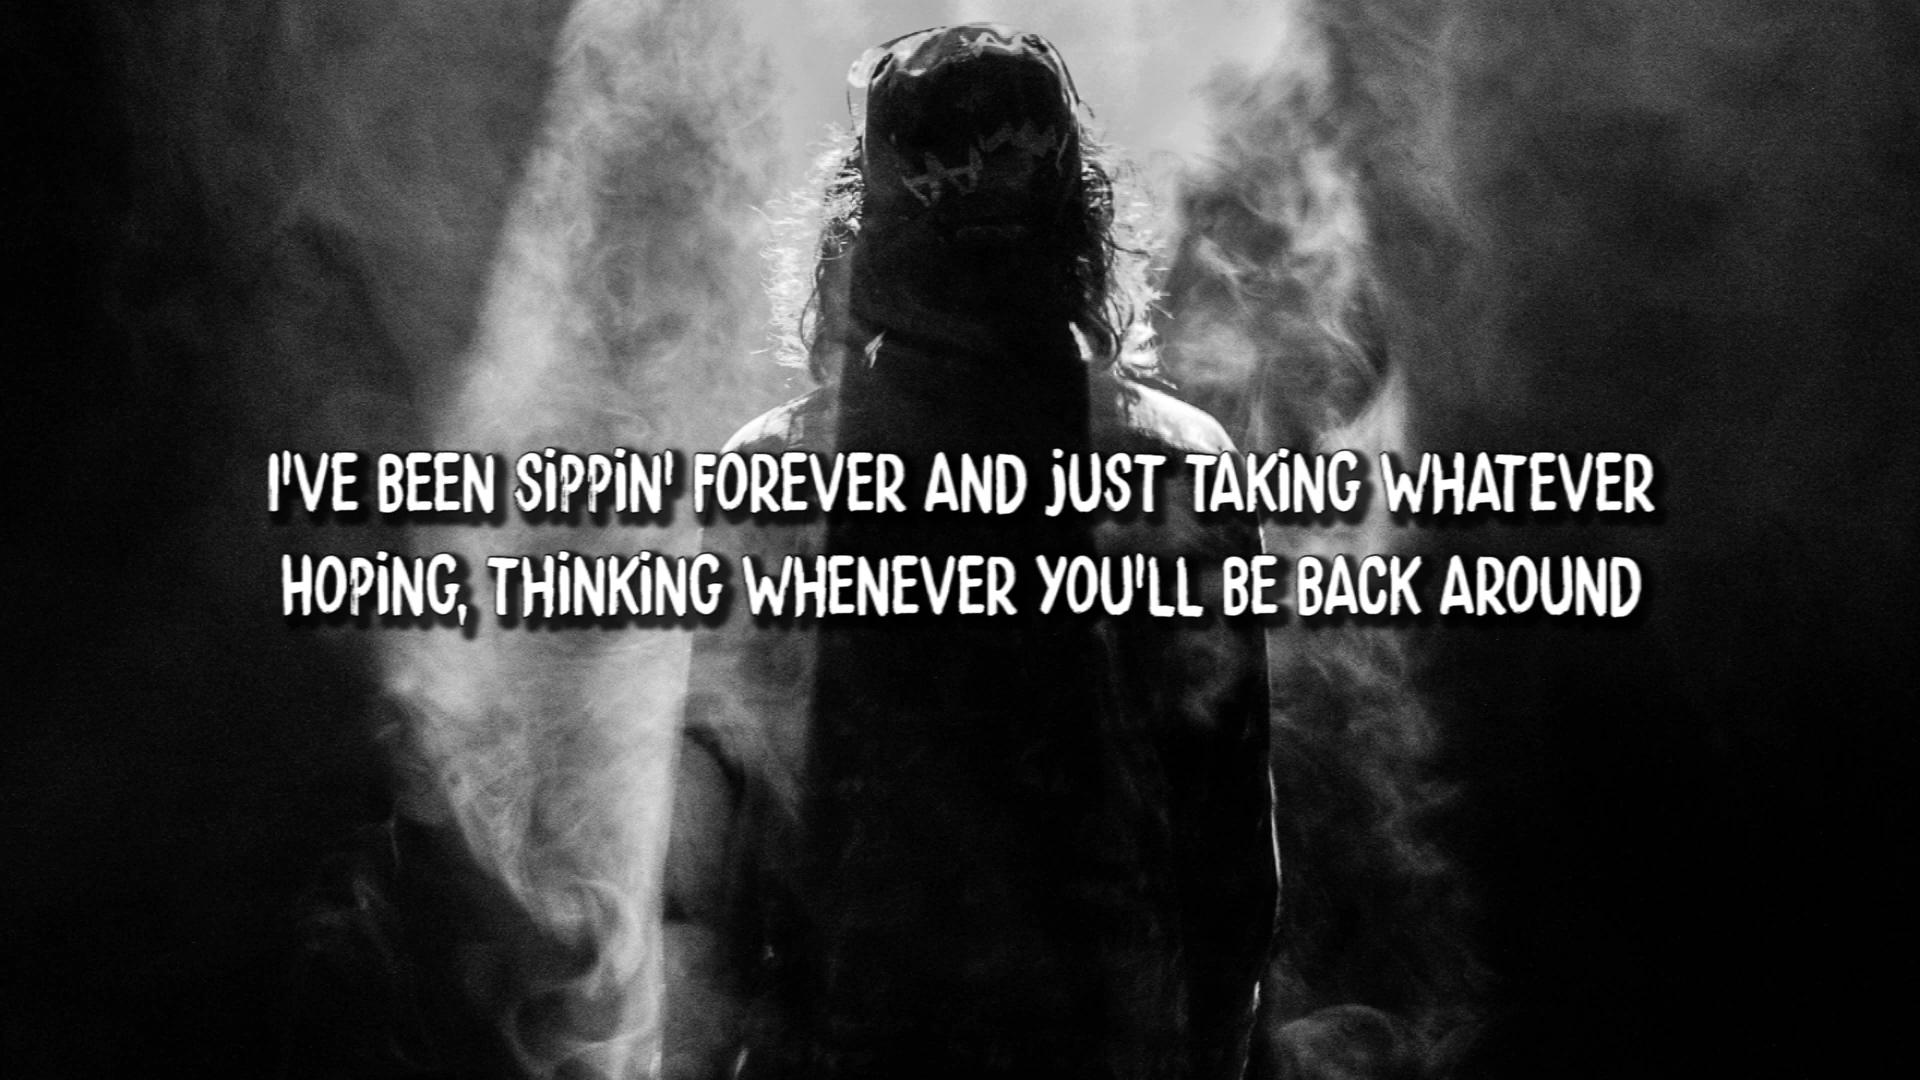 I'VE BEEN SiPPiN' FOREVER AND jUST TAKiNG WHATEVER
HOPiNG, THiNKiNG WHENEVER YOU'LL BE BACK AROUND